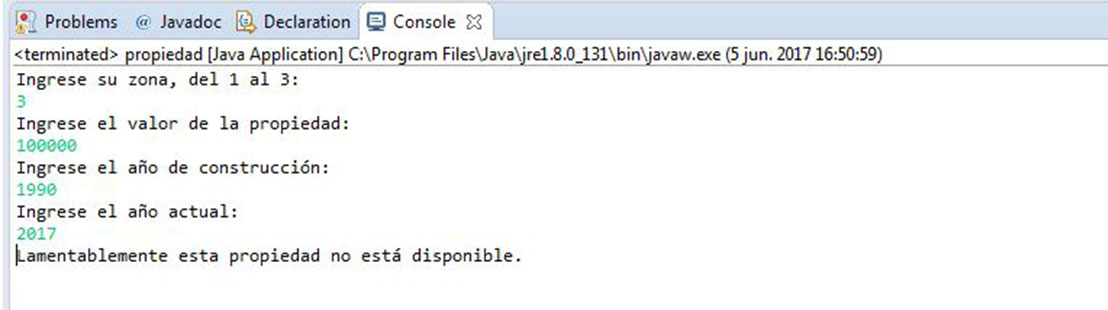 Problems @ Javadoc Declaration Console
<terminated> propiedad [Java Application] C:\Program Files\Java\jre1.8.0_131\bin\javaw.exe (5 jun. 2017 16:50:59)
Ingrese su zona, del 1 al 3:
3
Ingrese el valor de la propiedad:
100000
Ingrese el año de construcción:
1990
Ingrese el año actual:
2017
Lamentablemente esta propiedad no está disponible.